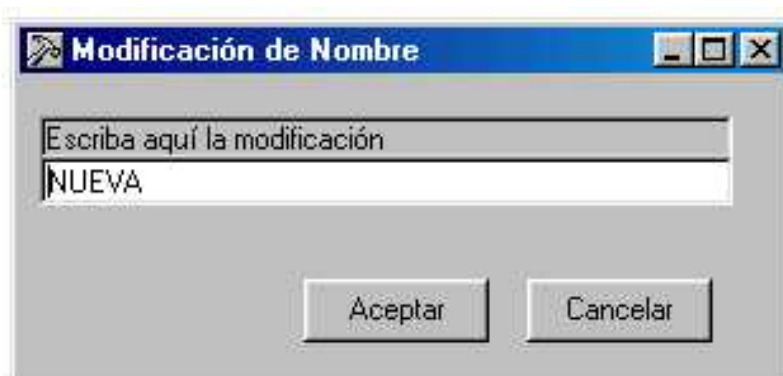 Modificación de Nombre
Escriba aquí la modificación
NUEVA
Aceptar Cancelar